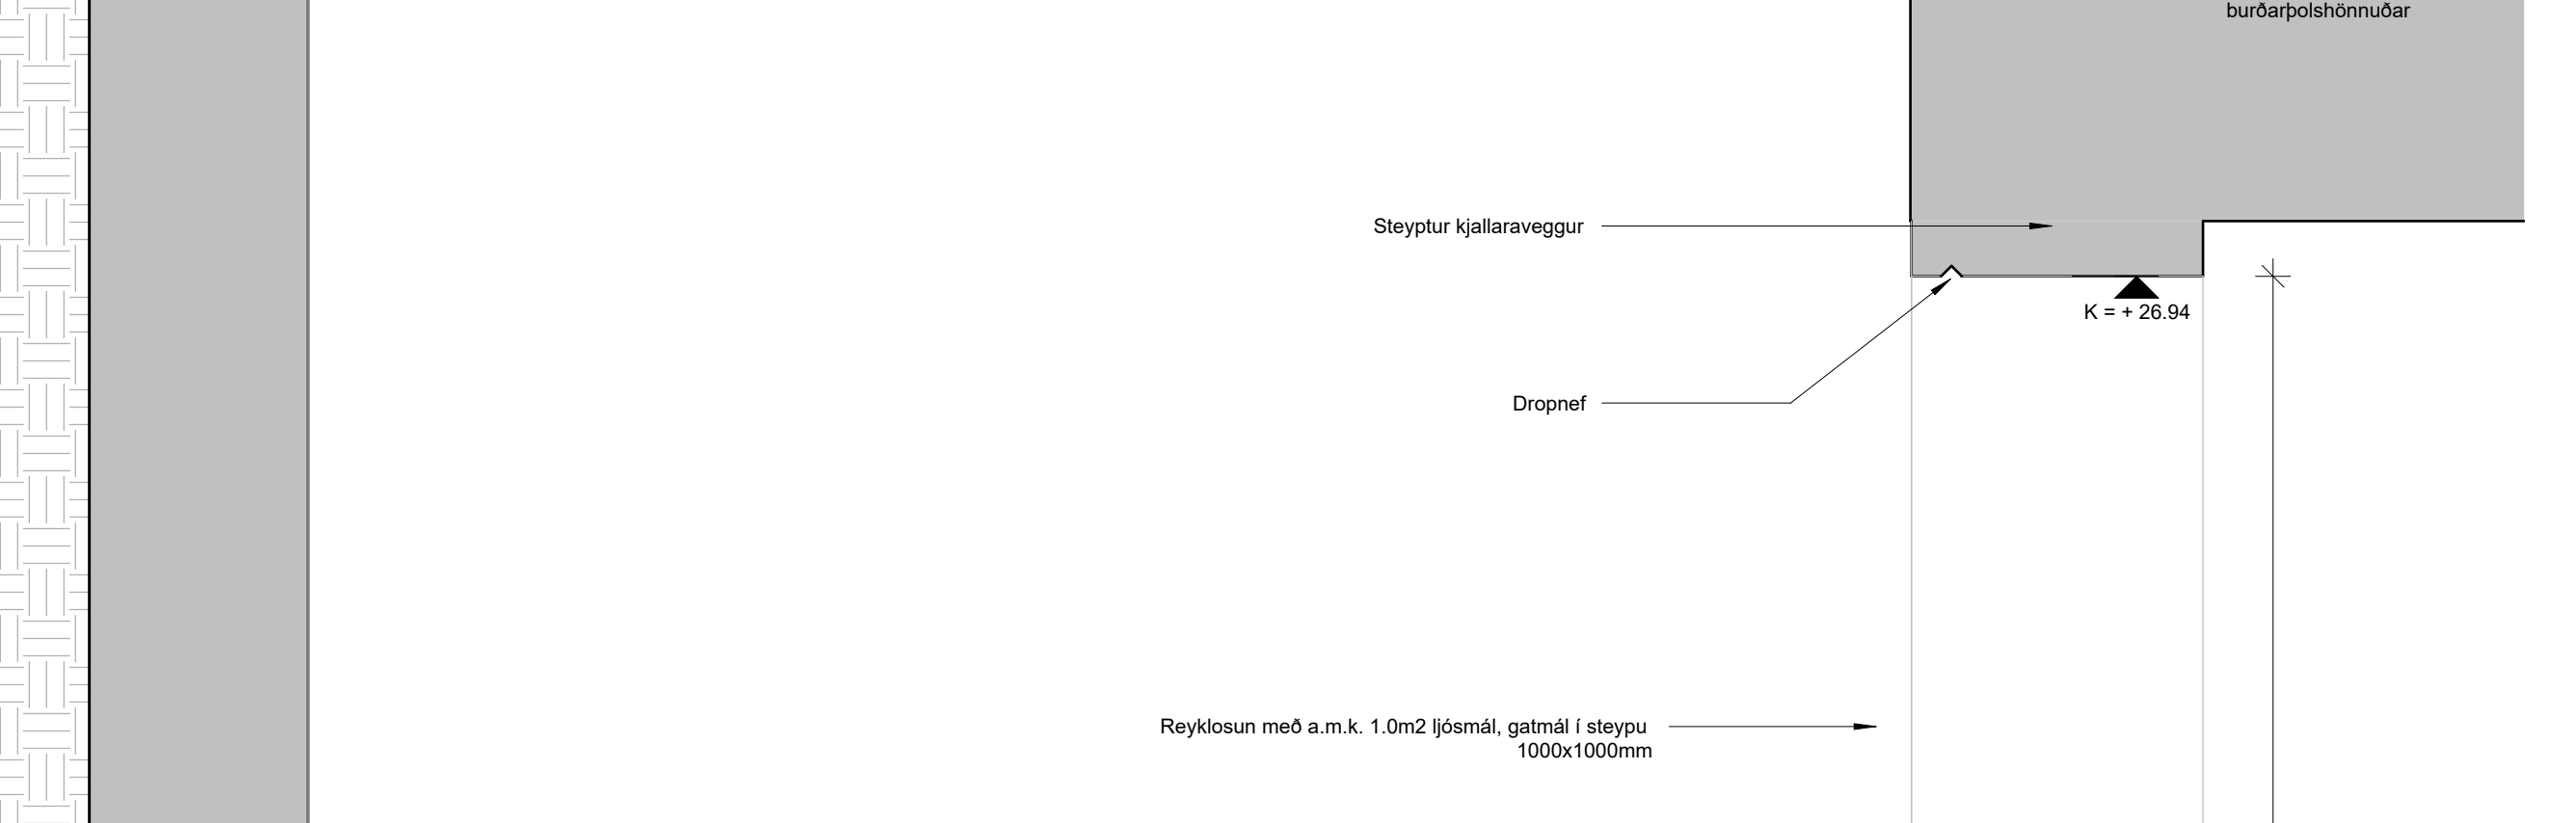 burðarþolshönnuðar
Steyptur kjallaraveggur
K = + 26.94
Dropnef
Reyklosun með a.m.k. 1.0m2 ljósmál, gatmál í steypu
1000x1000mm